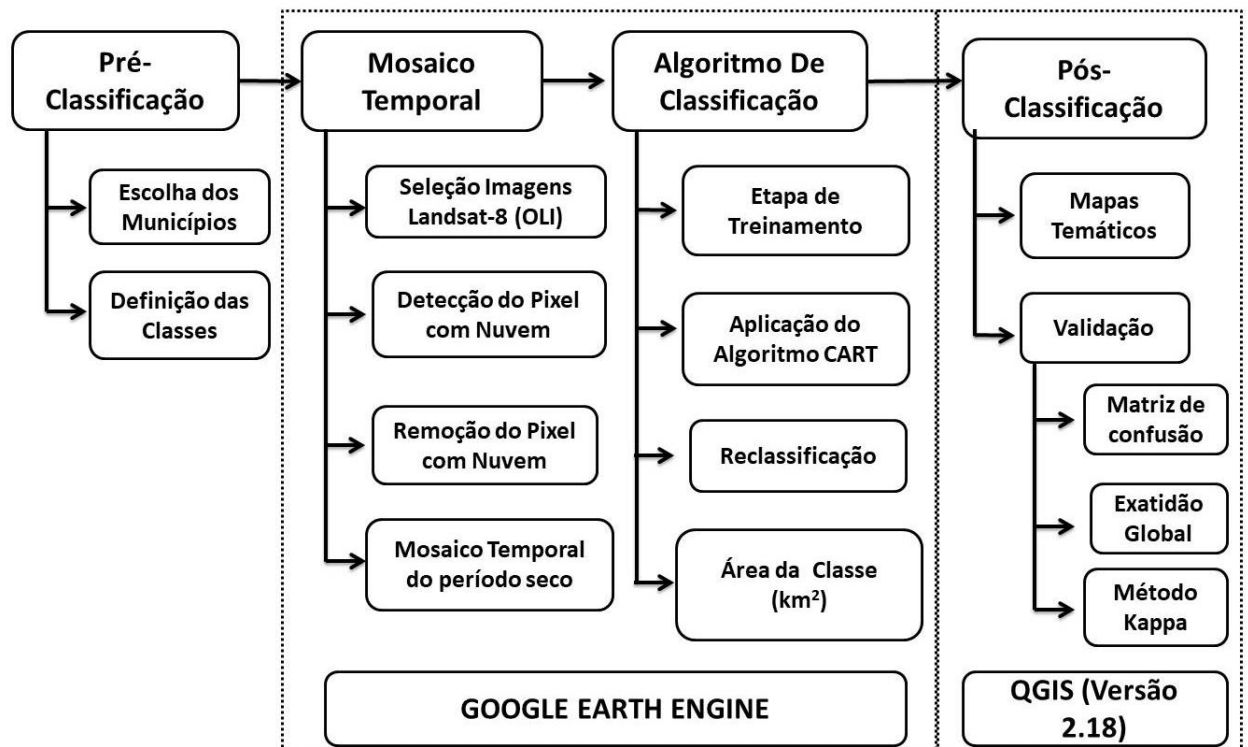 Pré-
Classificação
Escolha dos
Municípios
Definição das
Classes
Mosaico
Temporal
Seleção Imagens
Landsat-8 (OLI)
Detecção do Pixel
com Nuvem
Remoção do Pixel
com Nuvem
Mosaico Temporal
do período seco
Algoritmo De
Classificação
Etapa de
Treinamento
Aplicação do
Algoritmo CART
Reclassificação
Área da Classe
(km²)
GOOGLE EARTH ENGINE
Pós-
Classificação
Mapas
Temáticos
Validação
Matriz de
confusão
Exatidão
Global
Método
Kappa
QGIS (Versão
2.18)